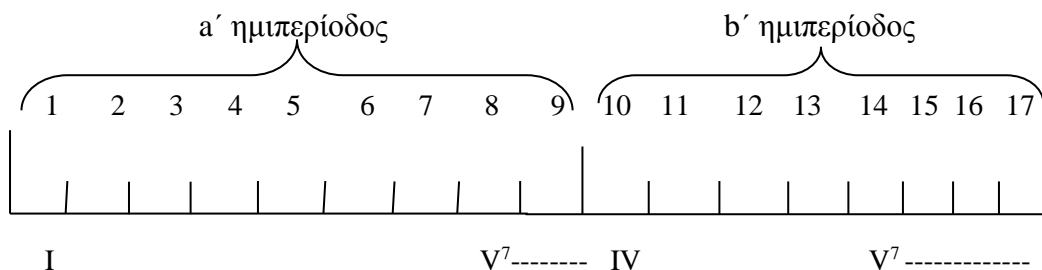 a΄ ημιπερίοδος b΄ ημιπερίοδος
1 2 3 4 5 6 7 8 9 10 11 12 13 14 15 16 17
I V⁷-------- IV V⁷ -------------